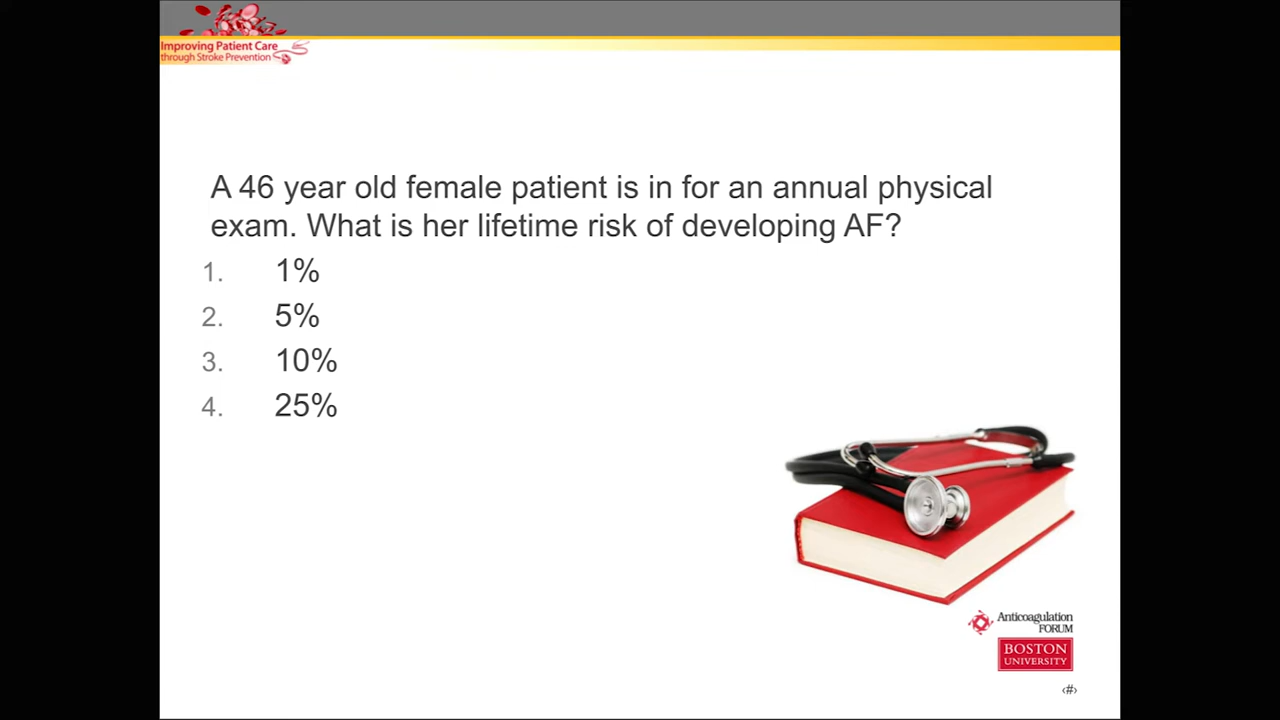 Improving Patient Care
through Stroke Prevention
A 46 year old female patient is in for an annual physical
exam. What is her lifetime risk of developing AF?
1. 1%
2. 5%
3. 10%
4. 25%
Anticoagulation
FORUM
BOSTON
UNIVERSITY
‹#›